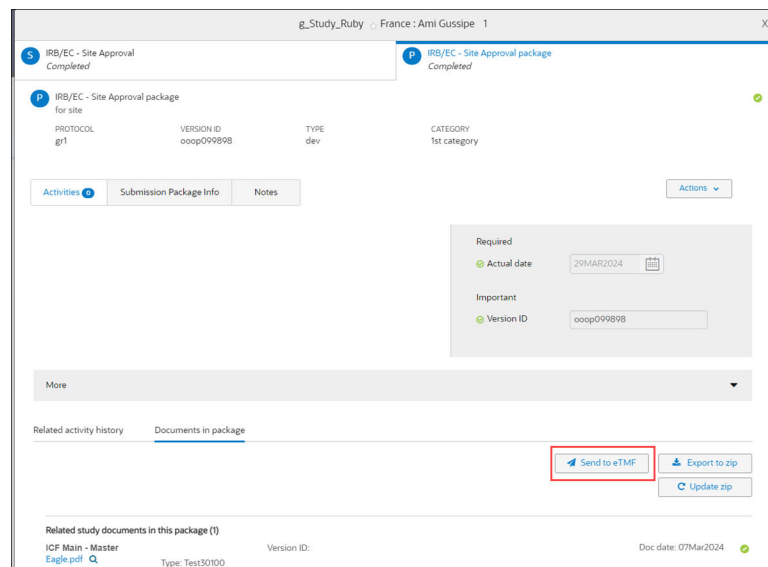 g_Study_Ruby ☆ France : Ami Gussipe 1 X
S IRB/EC - Site Approval
Completed
P IRB/EC - Site Approval package
Completed
P IRB/EC - Site Approval package
for site
PROTOCOL VERSION ID TYPE CATEGORY
gr1 ooop099898 dev 1st category
Activities 0 Submission Package Info Notes Actions
Required
Actual date 29MAR2024
Important
Version ID ooop099898
More
Related activity history Documents in package
Send to eTMF Export to zip
Update zip
Related study documents in this package (1)
ICF Main - Master Version ID: Doc date: 07Mar2024
Eagle.pdf Type: Test30100